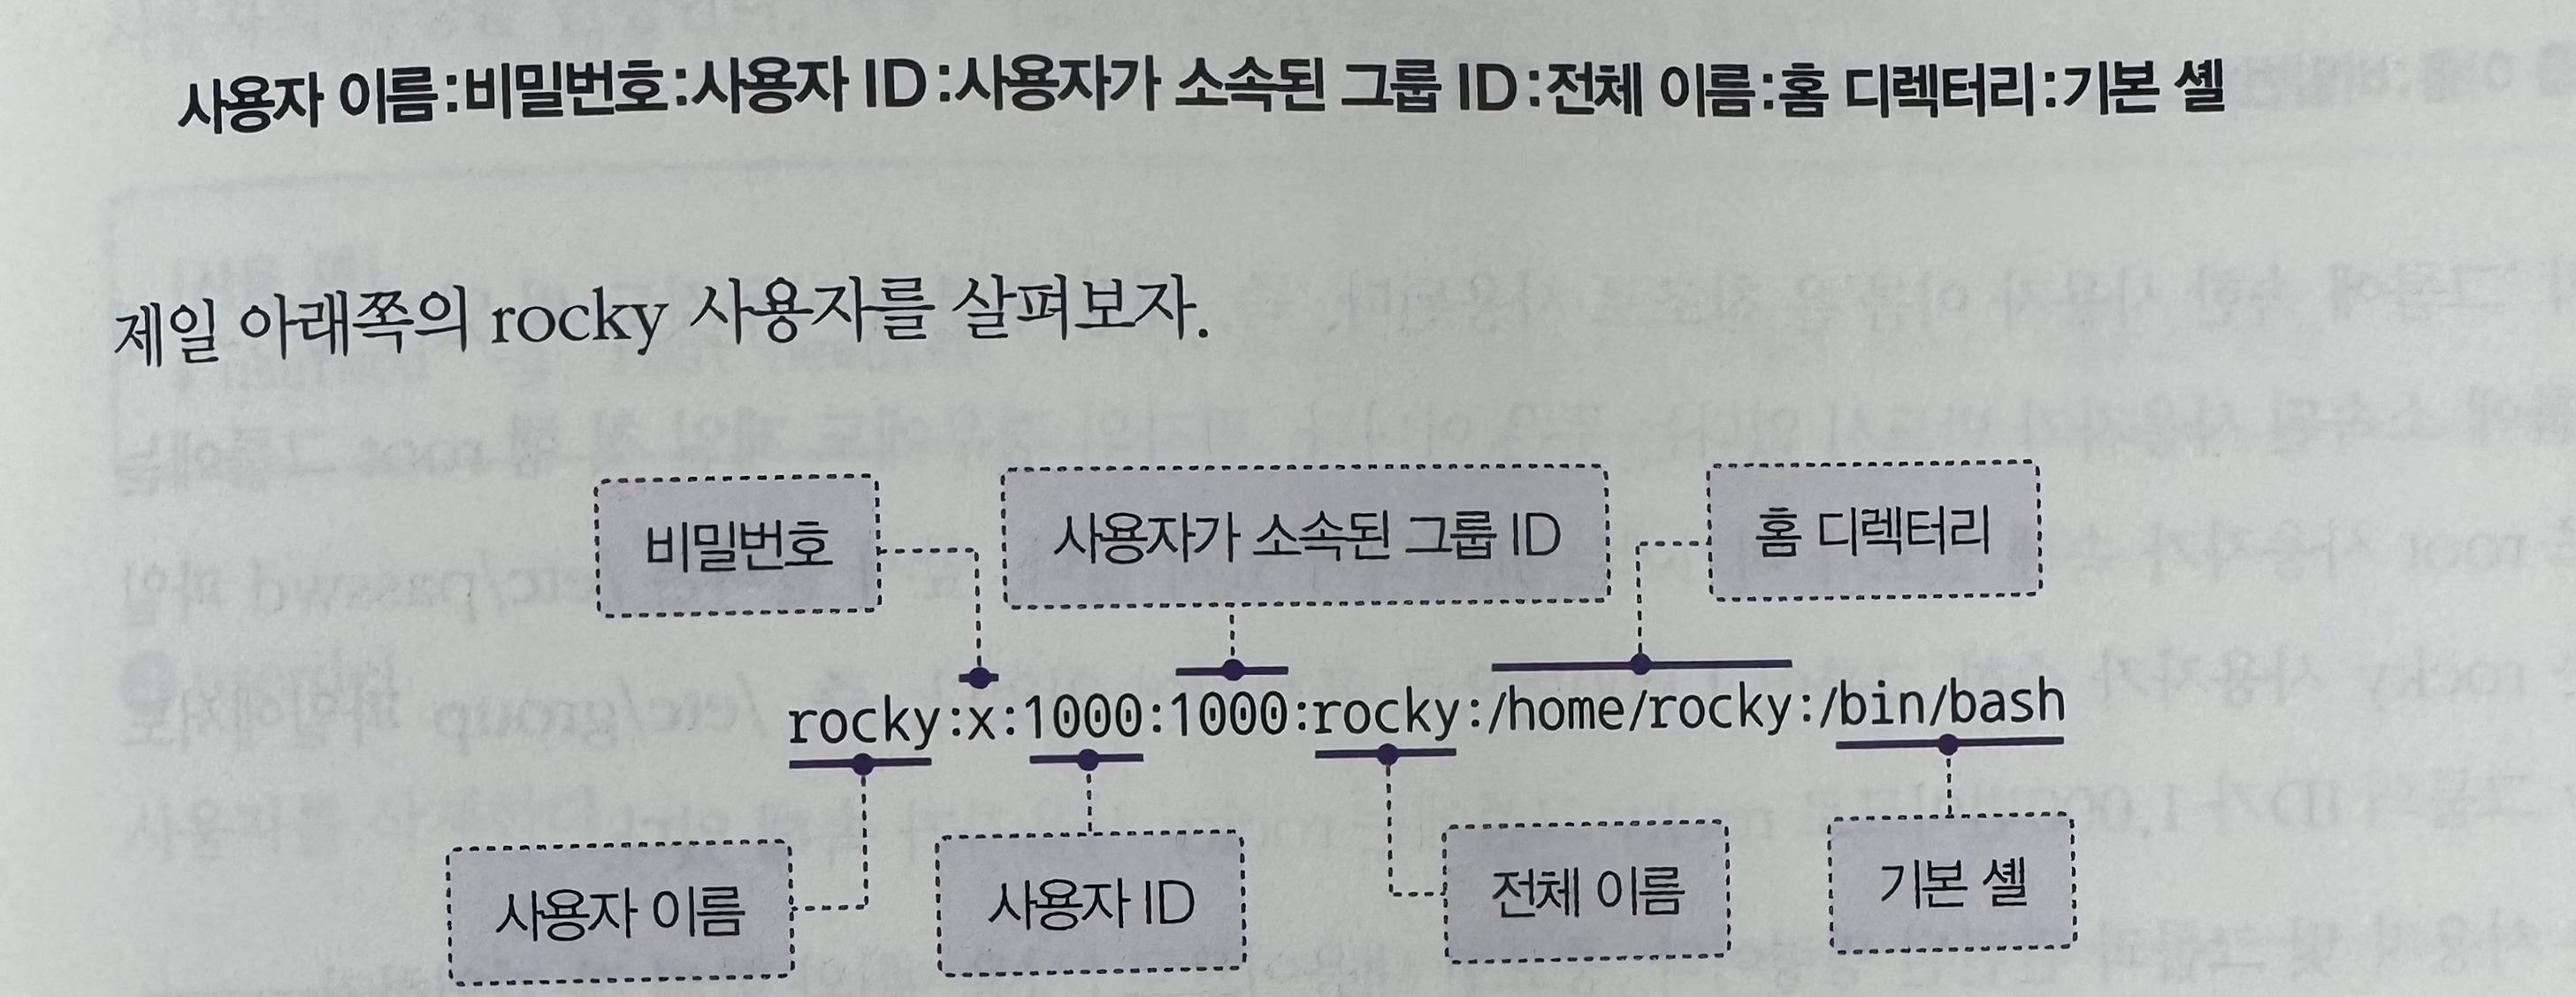 사용자 이름:비밀번호:사용자 ID:사용자가 소속된 그룹 ID:전체 이름:홈 디렉터리:기본 셸
제일 아래쪽의 rocky 사용자를 살펴보자.
비밀번호 사용자가 소속된 그룹 ID 홈 디렉터리
rocky:x:1000:1000:rocky:/home/rocky:/bin/bash
사용자 이름 사용자 ID 전체 이름 기본 셸